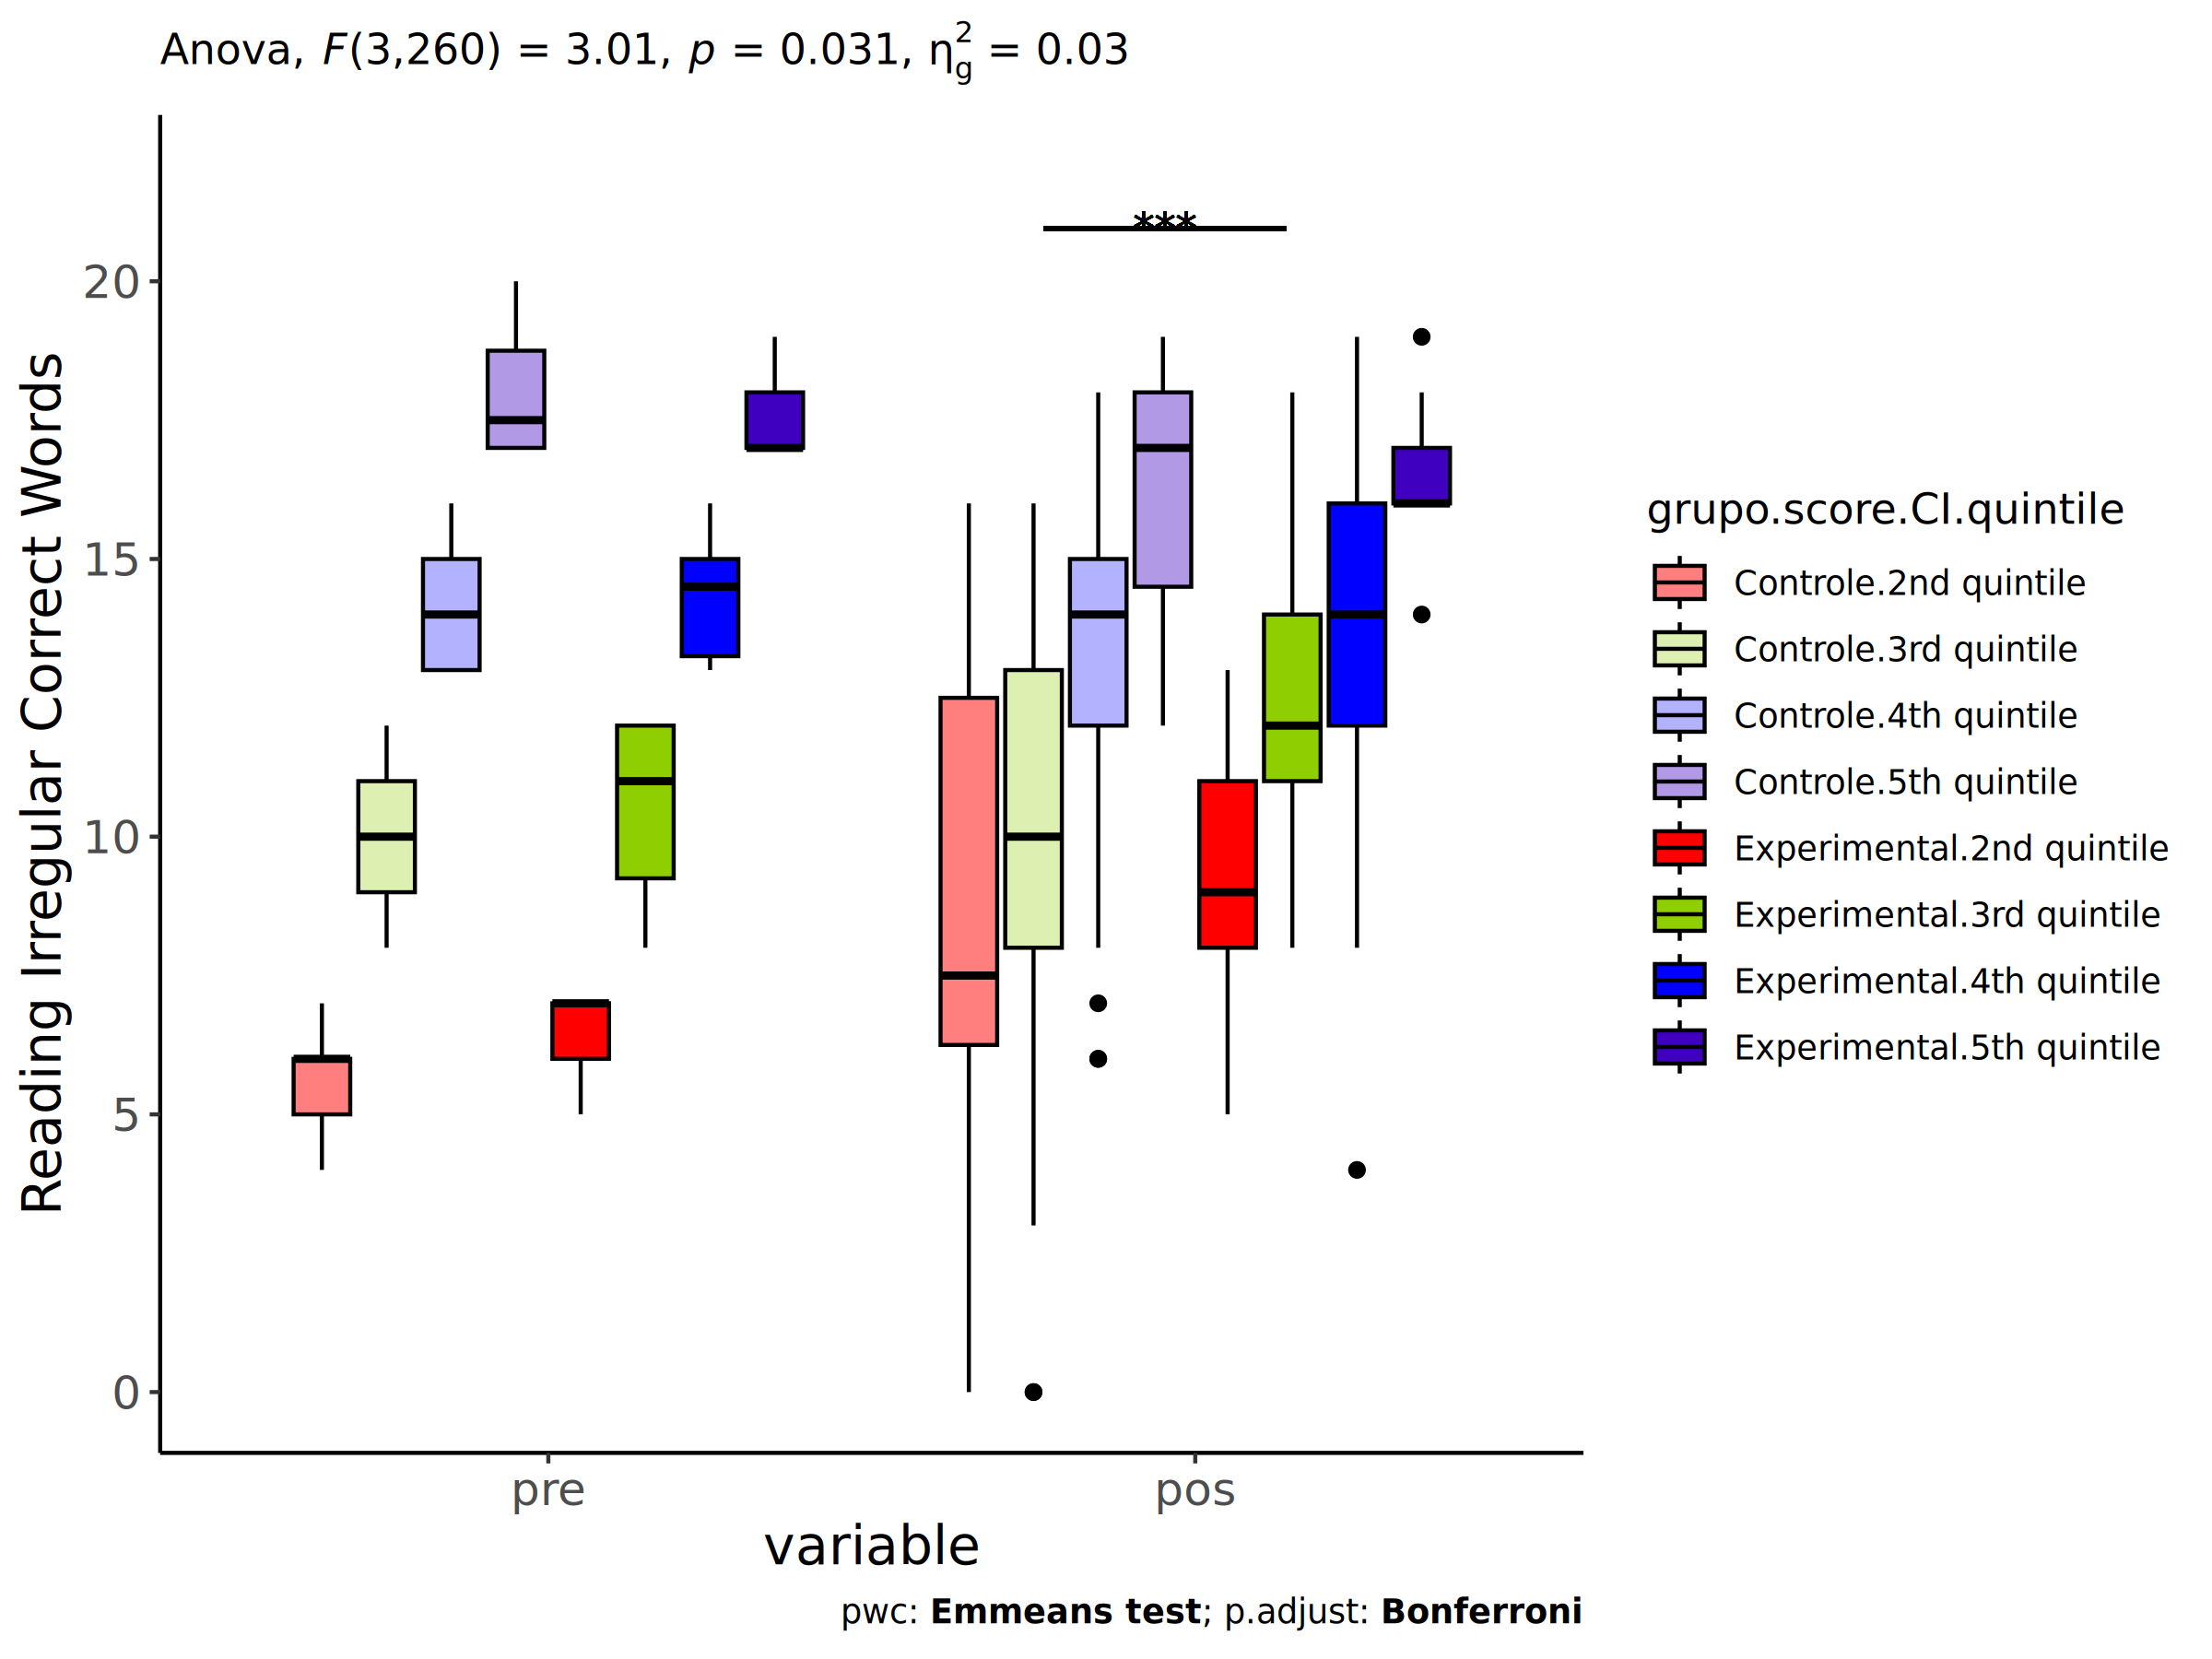 Anova, F(3,260) = 3.01, p = 0.031, η²g = 0.03
***
Reading Irregular Correct Words
20
15
10
5
0
pre
pos
variable
grupo.score.CI.quintile
Controle.2nd quintile
Controle.3rd quintile
Controle.4th quintile
Controle.5th quintile
Experimental.2nd quintile
Experimental.3rd quintile
Experimental.4th quintile
Experimental.5th quintile
pwc: Emmeans test; p.adjust: Bonferroni